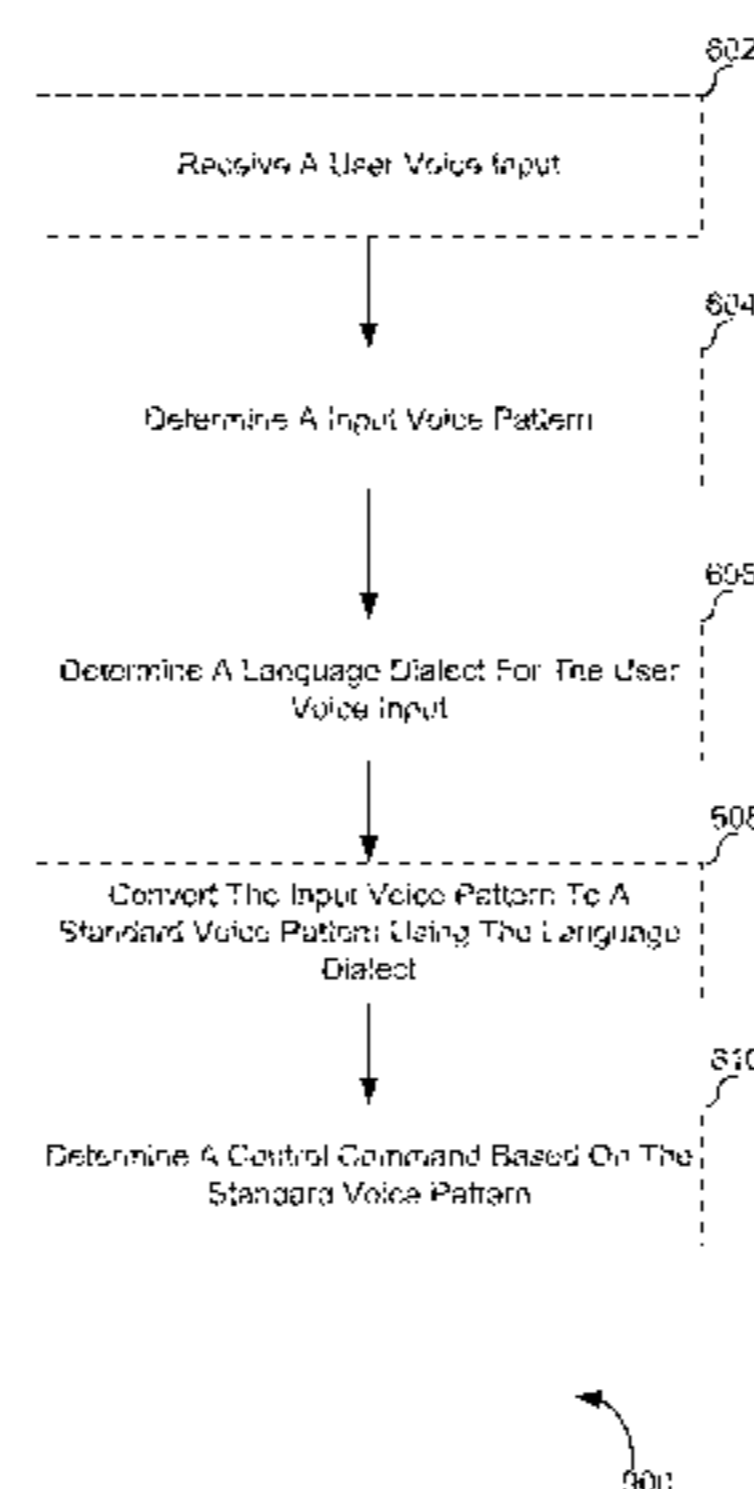 602
Receive A User Voice Input
604
Determine A Input Voice Pattern
Determine A Language Dialect For The User
Voice Input
Convert The Input Voice Pattern To A
Standard Voice Pattern Using The Language
Dialect
610
Determine A Control Command Based On The
Standard Voice Pattern